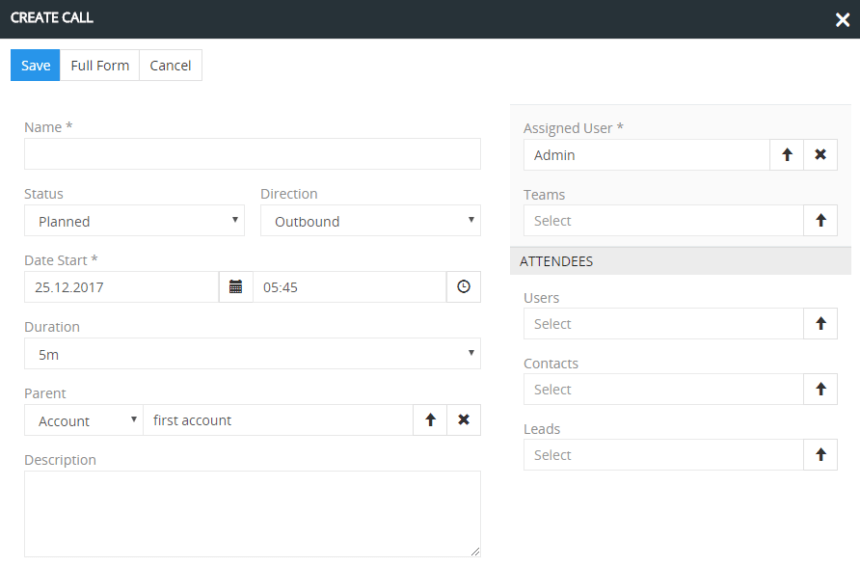 CREATE CALL
Save Full Form Cancel
Name *
Status Direction
Planned Outbound
Date Start *
25.12.2017 05:45
Duration
5m
Parent
Account first account
Description
Assigned User *
Admin
Teams
Select
ATTENDEES
Users
Select
Contacts
Select
Leads
Select